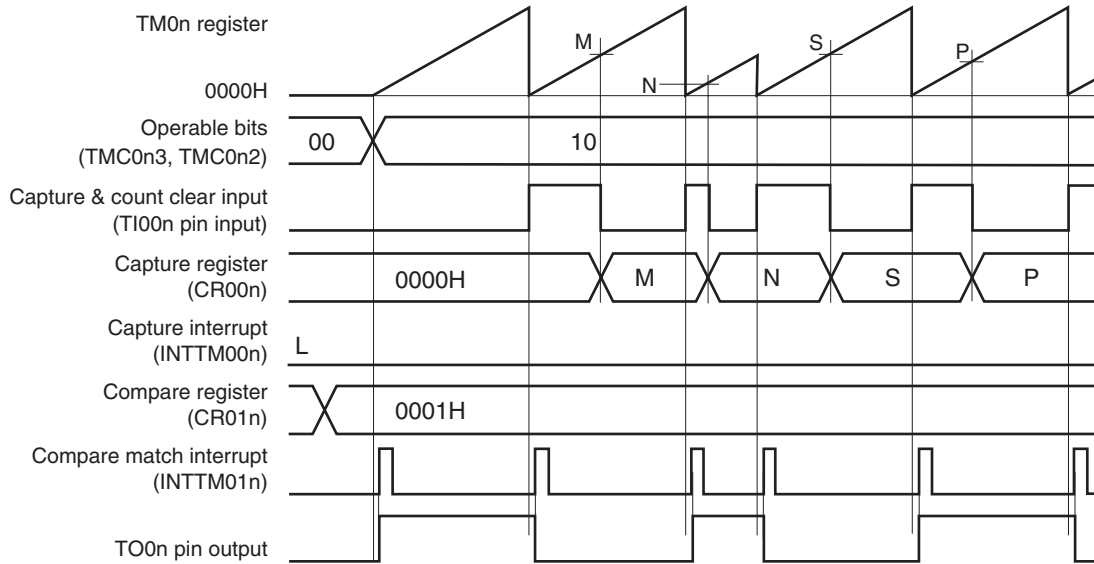 TM0n register
M
S
P
N
0000H
Operable bits
(TMC0n3, TMC0n2)
00
10
Capture & count clear input
(TI00n pin input)
Capture register
(CR00n)
0000H
M
N
S
P
Capture interrupt
(INTTM00n)
L
Compare register
(CR01n)
0001H
Compare match interrupt
(INTTM01n)
TO0n pin output